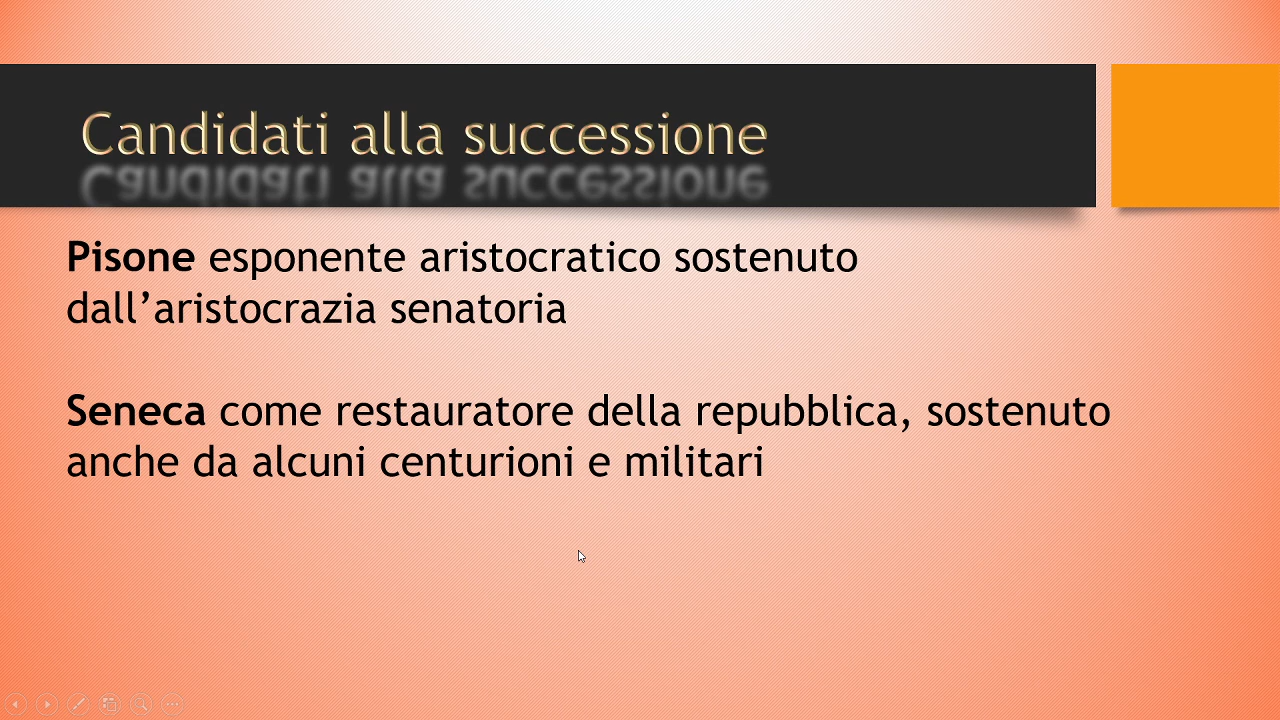 Candidati alla successione
Pisone esponente aristocratico sostenuto
dall’aristocrazia senatoria
Seneca come restauratore della repubblica, sostenuto
anche da alcuni centurioni e militari